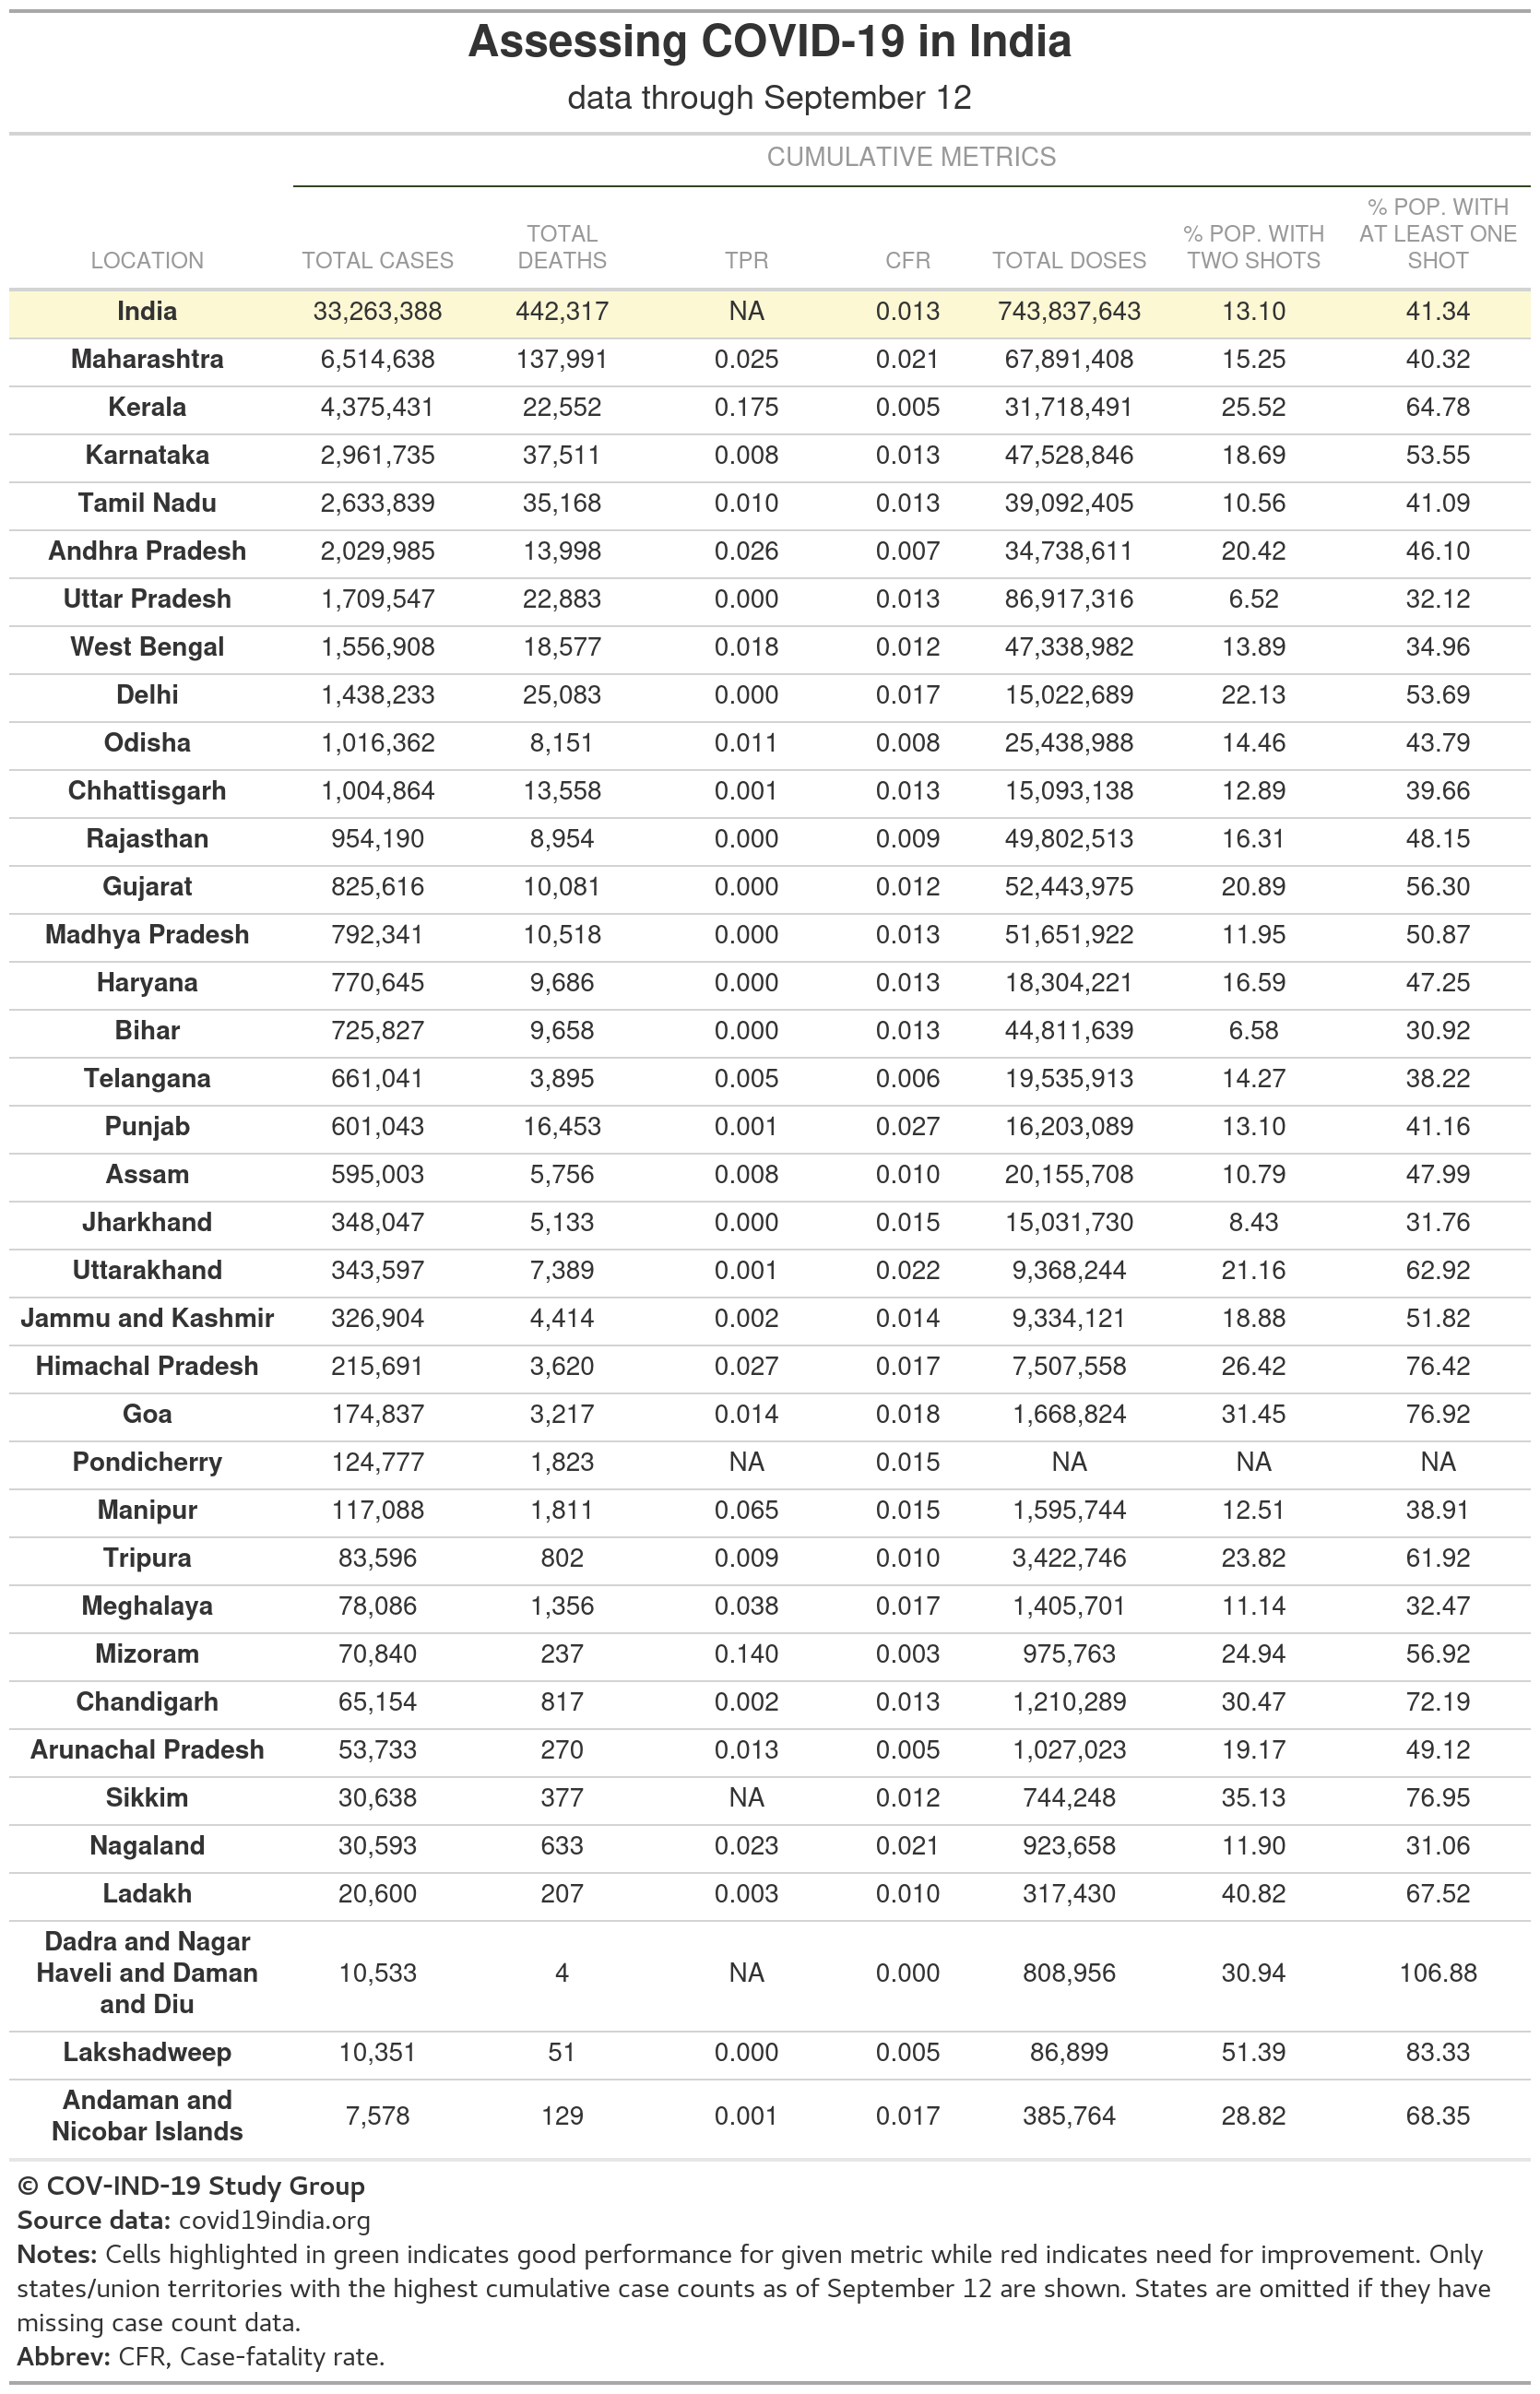 Assessing COVID-19 in India
data through September 12
CUMULATIVE METRICS
LOCATION TOTAL CASES TOTAL DEATHS TPR CFR TOTAL DOSES % POP. WITH TWO SHOTS % POP. WITH AT LEAST ONE SHOT
India 33,263,388 442,317 NA 0.013 743,837,643 13.10 41.34
Maharashtra 6,514,638 137,991 0.025 0.021 67,891,408 15.25 40.32
Kerala 4,375,431 22,552 0.175 0.005 31,718,491 25.52 64.78
Karnataka 2,961,735 37,511 0.008 0.013 47,528,846 18.69 53.55
Tamil Nadu 2,633,839 35,168 0.010 0.013 39,092,405 10.56 41.09
Andhra Pradesh 2,029,985 13,998 0.026 0.007 34,738,611 20.42 46.10
Uttar Pradesh 1,709,547 22,883 0.000 0.013 86,917,316 6.52 32.12
West Bengal 1,556,908 18,577 0.018 0.012 47,338,982 13.89 34.96
Delhi 1,438,233 25,083 0.000 0.017 15,022,689 22.13 53.69
Odisha 1,016,362 8,151 0.011 0.008 25,438,988 14.46 43.79
Chhattisgarh 1,004,864 13,558 0.001 0.013 15,093,138 12.89 39.66
Rajasthan 954,190 8,954 0.000 0.009 49,802,513 16.31 48.15
Gujarat 825,616 10,081 0.000 0.012 52,443,975 20.89 56.30
Madhya Pradesh 792,341 10,518 0.000 0.013 51,651,922 11.95 50.87
Haryana 770,645 9,686 0.000 0.013 18,304,221 16.59 47.25
Bihar 725,827 9,658 0.000 0.013 44,811,639 6.58 30.92
Telangana 661,041 3,895 0.005 0.006 19,535,913 14.27 38.22
Punjab 601,043 16,453 0.001 0.027 16,203,089 13.10 41.16
Assam 595,003 5,756 0.008 0.010 20,155,708 10.79 47.99
Jharkhand 348,047 5,133 0.000 0.015 15,031,730 8.43 31.76
Uttarakhand 343,597 7,389 0.001 0.022 9,368,244 21.16 62.92
Jammu and Kashmir 326,904 4,414 0.002 0.014 9,334,121 18.88 51.82
Himachal Pradesh 215,691 3,620 0.027 0.017 7,507,558 26.42 76.42
Goa 174,837 3,217 0.014 0.018 1,668,824 31.45 76.92
Pondicherry 124,777 1,823 NA 0.015 NA NA NA
Manipur 117,088 1,811 0.065 0.015 1,595,744 12.51 38.91
Tripura 83,596 802 0.009 0.010 3,422,746 23.82 61.92
Meghalaya 78,086 1,356 0.038 0.017 1,405,701 11.14 32.47
Mizoram 70,840 237 0.140 0.003 975,763 24.94 56.92
Chandigarh 65,154 817 0.002 0.013 1,210,289 30.47 72.19
Arunachal Pradesh 53,733 270 0.013 0.005 1,027,023 19.17 49.12
Sikkim 30,638 377 NA 0.012 744,248 35.13 76.95
Nagaland 30,593 633 0.023 0.021 923,658 11.90 31.06
Ladakh 20,600 207 0.003 0.010 317,430 40.82 67.52
Dadra and Nagar Haveli and Daman and Diu 10,533 4 NA 0.000 808,956 30.94 106.88
Lakshadweep 10,351 51 0.000 0.005 86,899 51.39 83.33
Andaman and Nicobar Islands 7,578 129 0.001 0.017 385,764 28.82 68.35
© COV-IND-19 Study Group
Source data: covid19india.org
Notes: Cells highlighted in green indicates good performance for given metric while red indicates need for improvement. Only
states/union territories with the highest cumulative case counts as of September 12 are shown. States are omitted if they have
missing case count data.
Abbrev: CFR, Case-fatality rate.